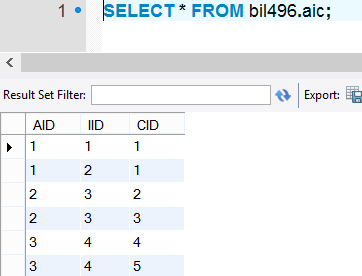 1 SELECT * FROM bil496.aic;
Result Set Filter: Export:
AID IID CID
1 1 1
1 2 1
2 3 2
2 3 3
3 4 4
3 4 5